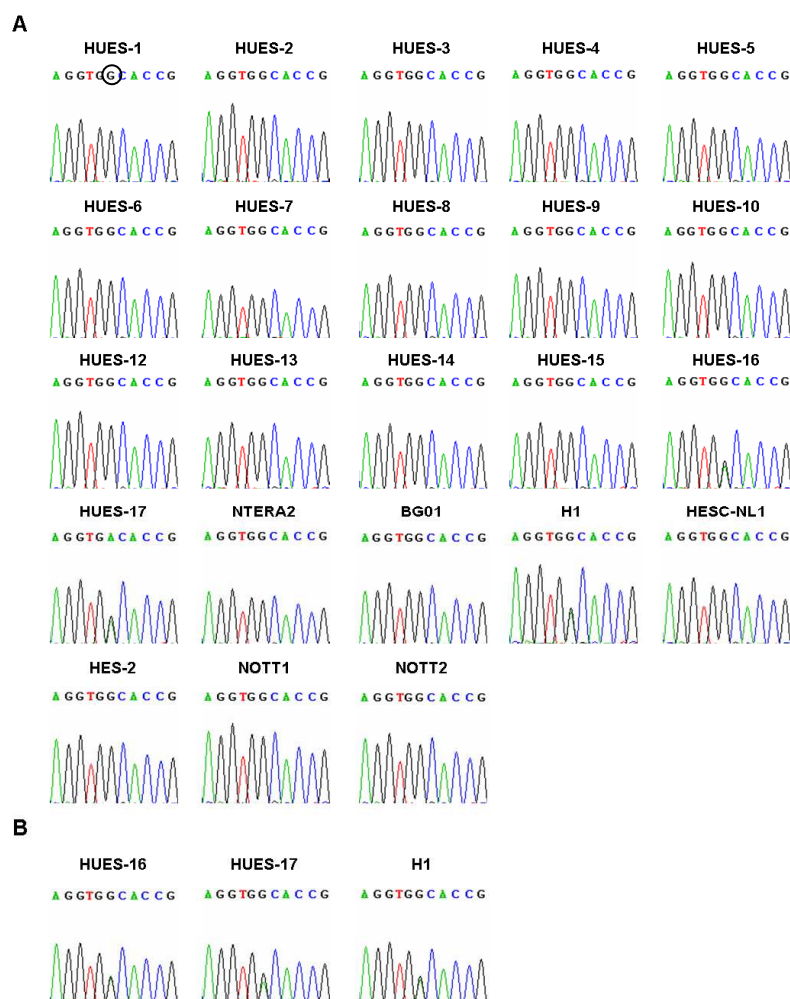 A
HUES-1 HUES-2 HUES-3 HUES-4 HUES-5
AGGTGGCACCG AGGTGGCACCG AGGTGGCACCG AGGTGGCACCG AGGTGGCACCG
HUES-6 HUES-7 HUES-8 HUES-9 HUES-10
AGGTGGCACCG AGGTGGCACCG AGGTGGCACCG AGGTGGCACCG AGGTGGCACCG
HUES-12 HUES-13 HUES-14 HUES-15 HUES-16
AGGTGGCACCG AGGTGGCACCG AGGTGGCACCG AGGTGGCACCG AGGTGGCACCG
HUES-17 NTERA2 BG01 H1 HESC-NL1
AGGTGACACCG AGGTGGCACCG AGGTGGCACCG AGGTGGCACCG AGGTGGCACCG
HES-2 NOTT1 NOTT2
AGGTGGCACCG AGGTGGCACCG AGGTGGCACCG
B
HUES-16 HUES-17 H1
AGGTGGCACCG AGGTGGCACCG AGGTGGCACCG